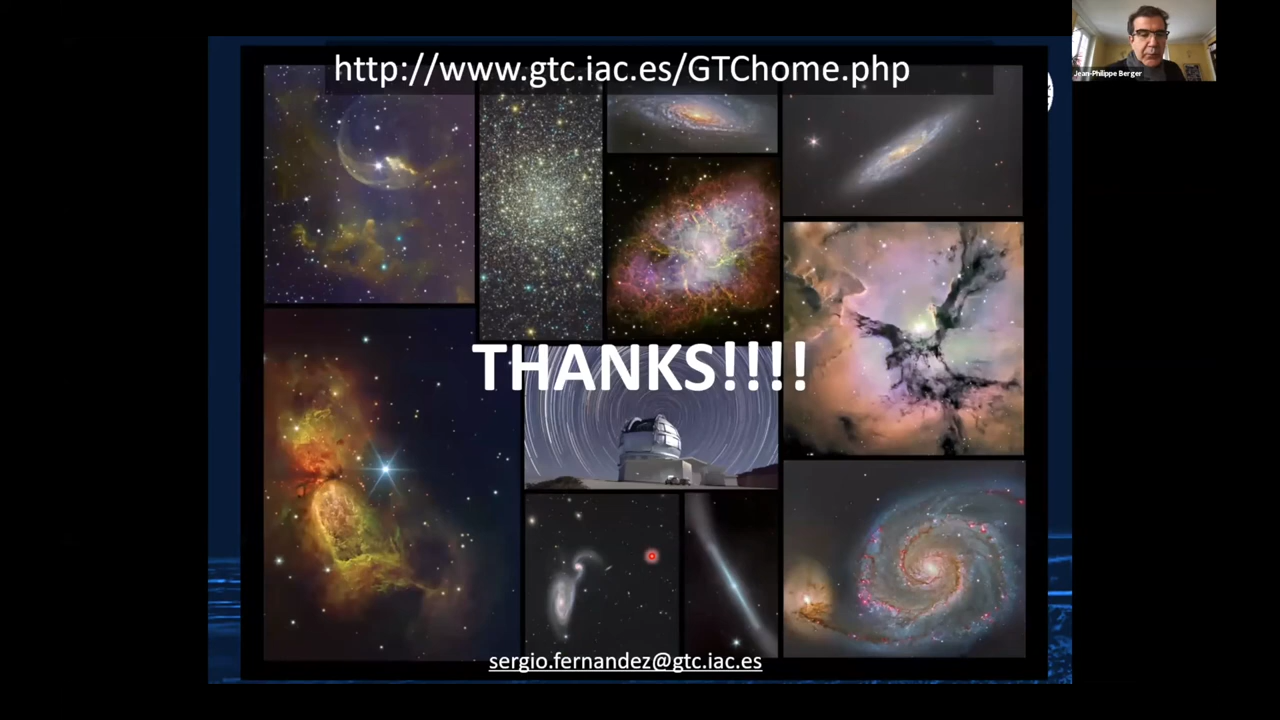 http://www.gtc.iac.es/GTChome.php
Jean-Philippe Berger
THANKS!!!!
sergio.fernandez@gtc.iac.es